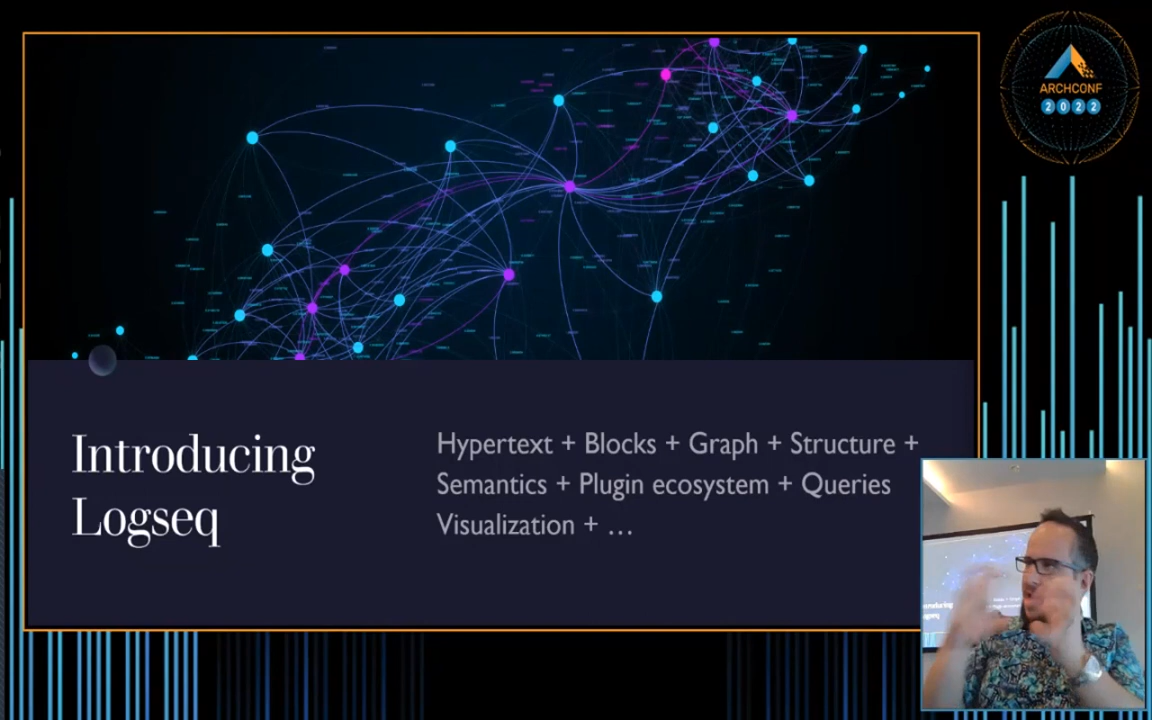 ARCHCONF
2022
Introducing
Logseq
Hypertext + Blocks + Graph + Structure +
Semantics + Plugin ecosystem + Queries
Visualization + …